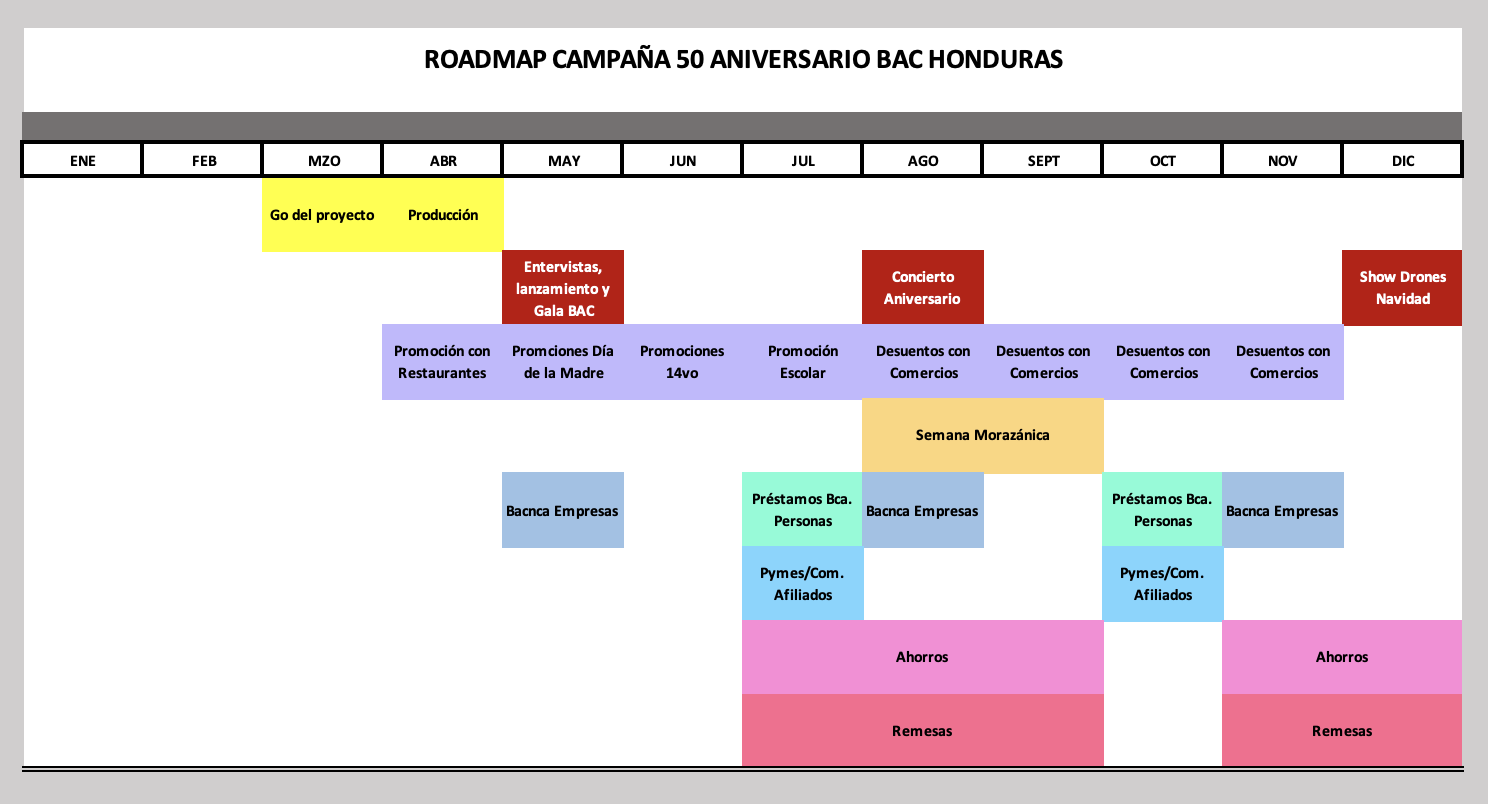 ROADMAP CAMPAÑA 50 ANIVERSARIO BAC HONDURAS
ENE FEB MZO ABR MAY JUN JUL AGO SEPT OCT NOV DIC
Go del proyecto
Producción
Entervistas,
lanzamiento y
Gala BAC
Concierto
Aniversario
Show Drones
Navidad
Promoción con
Restaurantes
Promciones Día
de la Madre
Promociones
14vo
Promoción
Escolar
Desuentos con
Comercios
Desuentos con
Comercios
Desuentos con
Comercios
Desuentos con
Comercios
Semana Morazánica
Bacnca Empresas
Préstamos Bca.
Personas
Bacnca Empresas
Préstamos Bca.
Personas
Bacnca Empresas
Pymes/Com.
Afiliados
Pymes/Com.
Afiliados
Ahorros
Ahorros
Remesas
Remesas